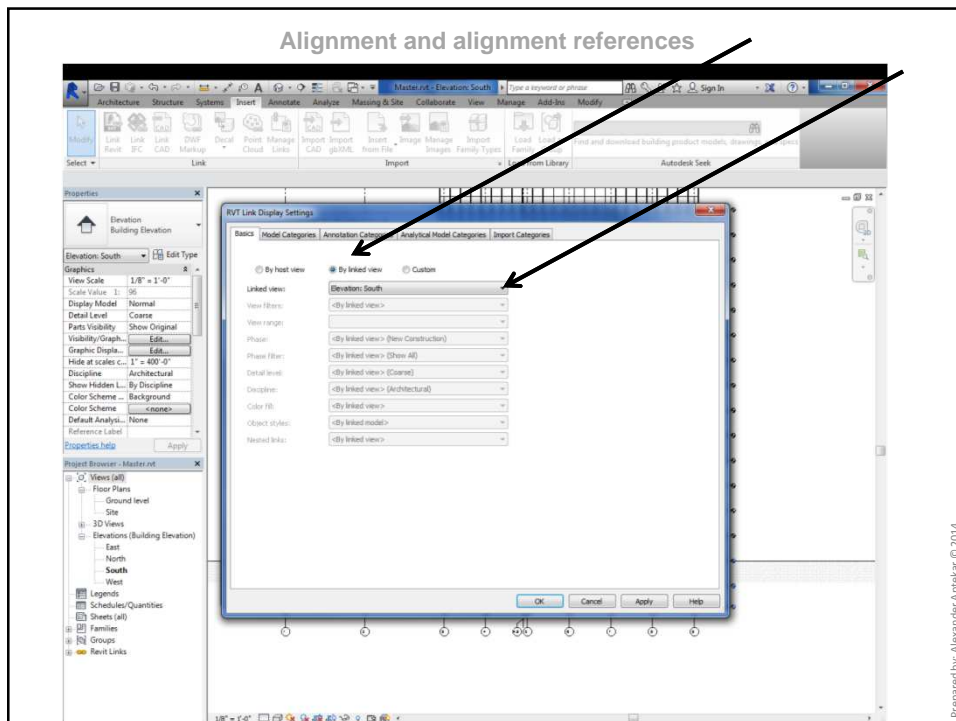 Alignment and alignment references
Master.rvt - Elevation: South
Type a keyword or phrase
Sign In
Architecture Structure Systems Insert Annotate Analyze Massing & Site Collaborate View Manage Add-Ins Modify
Modify Link Link Link DWF Decal Point Manage Import Import Insert Image Manage Import Load Load
Revit IFC CAD Markup Cloud Links CAD gbXML from File Images Family Types Family
Find and download building product models, drawings,
Select Link Import Load from Library Autodesk Seek
Properties
Elevation
Building Elevation
Elevation: South Edit Type
Graphics
View Scale 1/8" = 1'-0"
Scale Value 1: 96
Display Model Normal
Detail Level Coarse
Parts Visibility Show Original
Visibility/Graph... Edit...
Graphic Displa... Edit...
Hide at scales c... 1" = 400'-0"
Discipline Architectural
Show Hidden L... By Discipline
Color Scheme ... Background
Color Scheme <none>
Default Analysi... None
Reference Label
Properties help Apply
Project Browser - Master.rvt
Views (all)
Floor Plans
Ground level
Site
3D Views
Elevations (Building Elevation)
East
North
South
West
Legends
Schedules/Quantities
Sheets (all)
Families
Groups
Revit Links
RVT Link Display Settings
Basics Model Categories Annotation Categories Analytical Model Categories Import Categories
By host view By linked view Custom
Linked view: Elevation: South
View filters: <By linked view>
View range:
Phase: <By linked view> (New Construction)
Phase filter: <By linked view> (Show All)
Detail level: <By linked view> (Coarse)
Discipline: <By linked view> (Architectural)
Color fill: <By linked view>
Object styles: <By linked model>
Nested links: <By linked view>
OK Cancel Apply Help
1/8" = 1'-0"
Prepared by: Alexander Aptekar © 2014